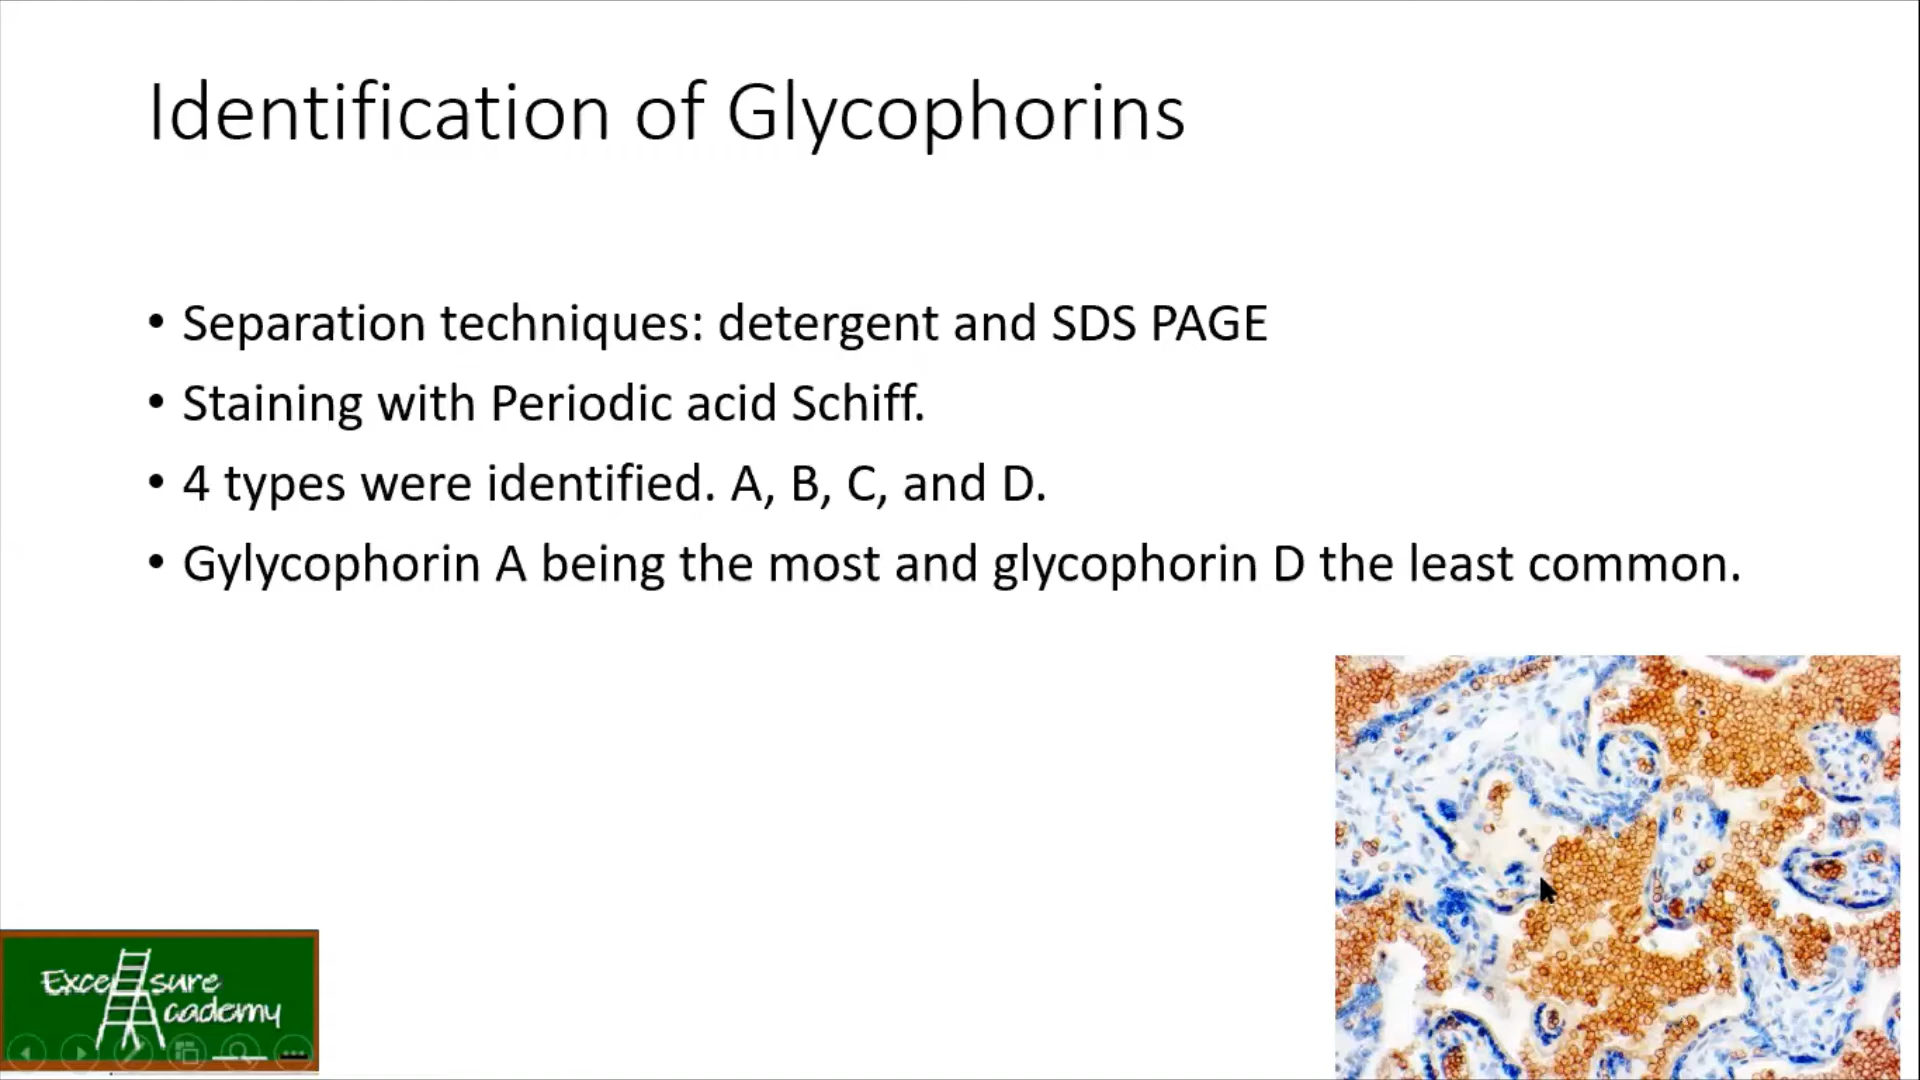 Identification of Glycophorins
• Separation techniques: detergent and SDS PAGE
• Staining with Periodic acid Schiff.
• 4 types were identified. A, B, C, and D.
• Gylycophorin A being the most and glycophorin D the least common.
Excelsure
Academy